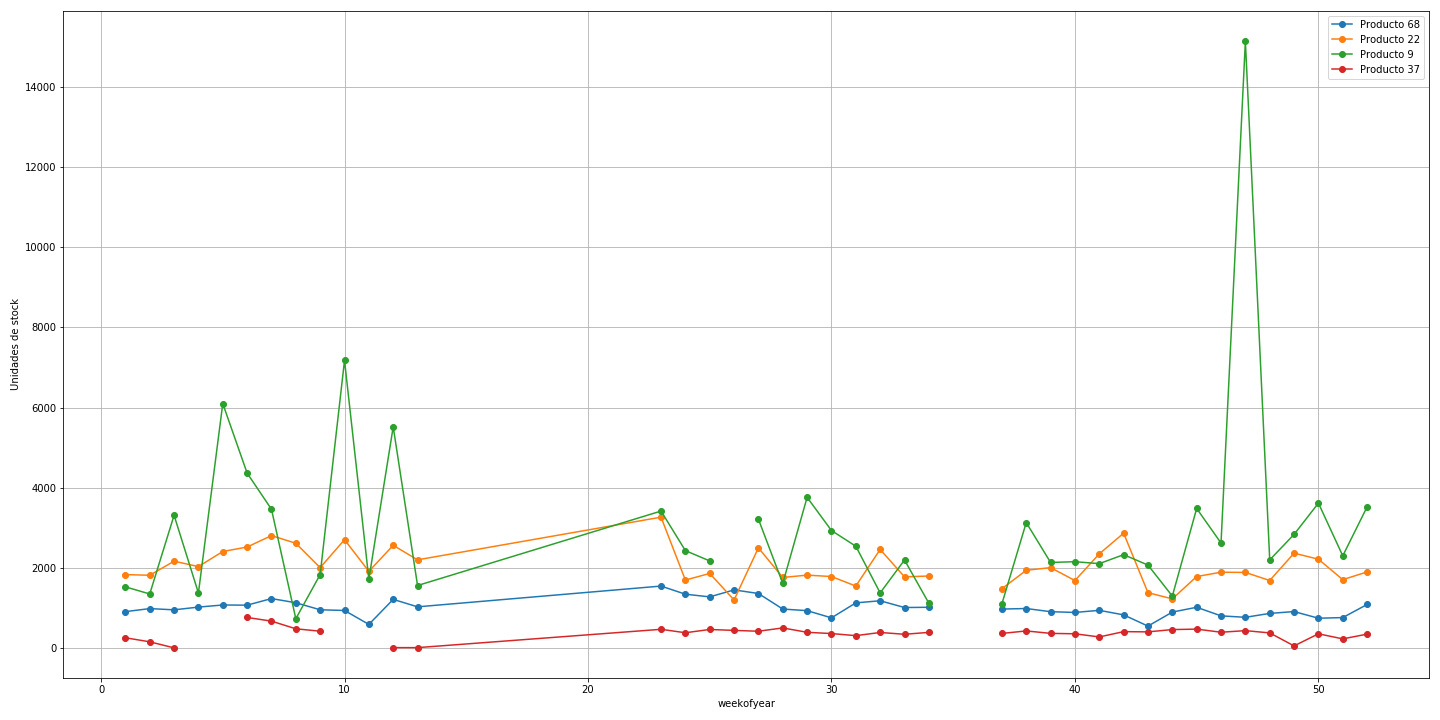 Producto 68
Producto 22
Producto 9
Producto 37
Unidades de stock
14000
12000
10000
8000
6000
4000
2000
0
0 10 20 30 40 50
weekofyear